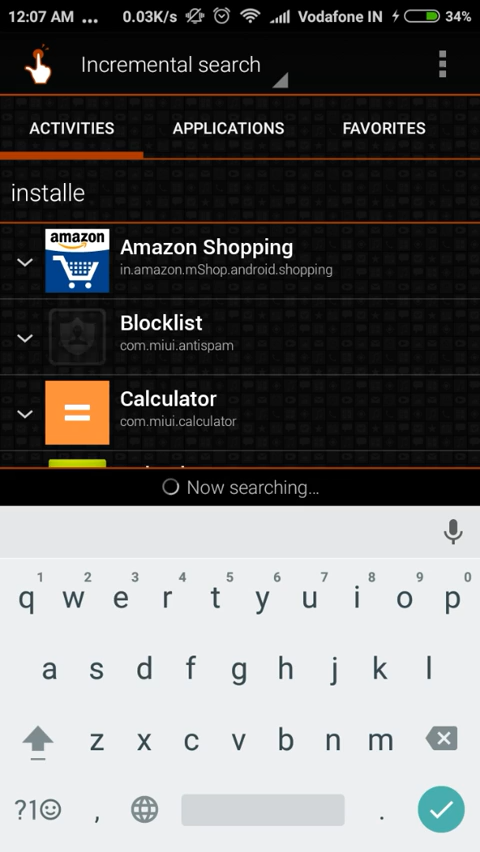 12:07 AM ... 0.03K/s Vodafone IN 34%
Incremental search
ACTIVITIES APPLICATIONS FAVORITES
installe
amazon
Amazon Shopping
in.amazon.mShop.android.shopping
Blocklist
com.miui.antispam
Calculator
com.miui.calculator
Now searching...
1 2 3 4 5 6 7 8 9 0
q w e r t y u i o p
a s d f g h j k l
z x c v b n m
?1☺ , .